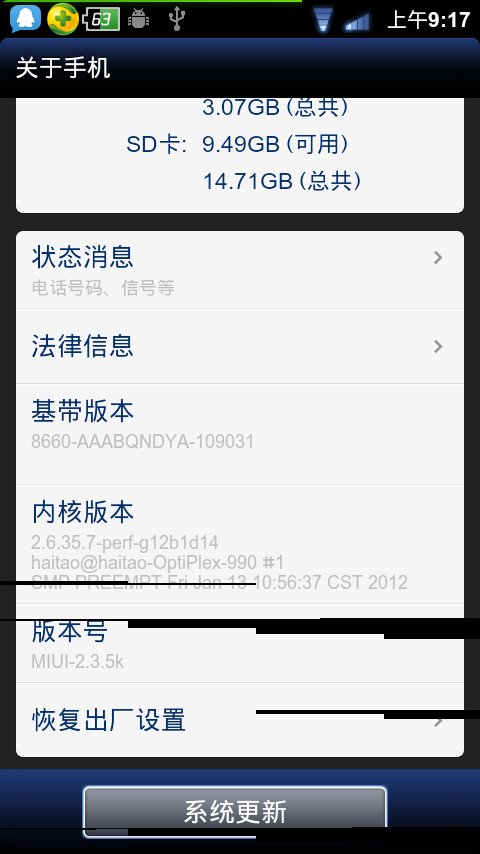 63
上午9:17
关于手机
3.07GB (总共)
SD卡: 9.49GB (可用)
14.71GB (总共)
状态消息
电话号码、信号等
法律信息
基带版本
8660-AAABQNDYA-109031
内核版本
2.6.35.7-perf-g12b1d14
haitao@haitao-OptiPlex-990 #1
SMP PREEMPT Fri Jan 13 10:56:37 CST 2012
版本号
MIUI-2.3.5k
恢复出厂设置
系统更新